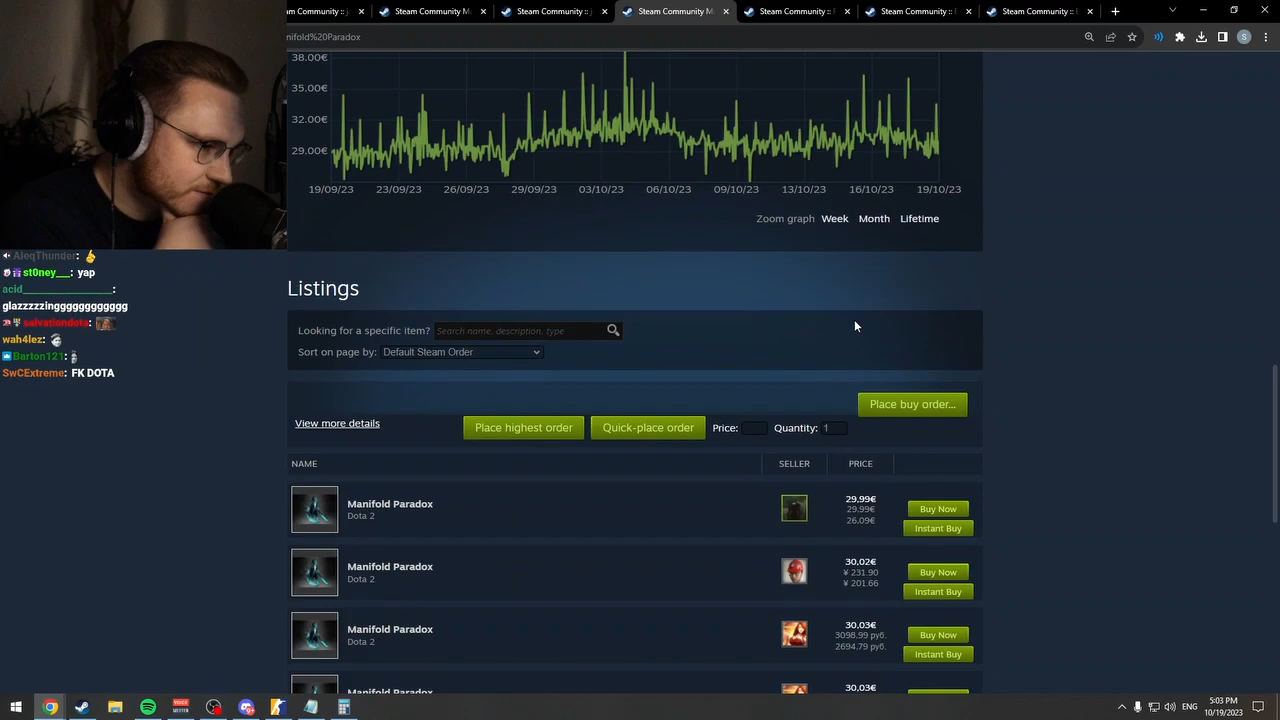 Steam Community :: j
Steam Community M
Steam Community :: j
Steam Community M
Steam Community :: F
Steam Community :: E
Steam Community :: E
nifold%20Paradox
38.00€
35.00€
32.00€
29.00€
19/09/23 23/09/23 26/09/23 29/09/23 03/10/23 06/10/23 09/10/23 13/10/23 16/10/23 19/10/23
Zoom graph Week Month Lifetime
AleqThunder:
st0ney___: yap
acid___________________:
glazzzzzinggggggggggggg
salvationdota:
wah4lez:
Barton121:
SwCExtreme: FK DOTA
Listings
Looking for a specific item? Search name, description, type
Sort on page by: Default Steam Order
Place buy order...
View more details Place highest order Quick-place order Price: Quantity: 1
NAME SELLER PRICE
Manifold Paradox
Dota 2
29,99€
29,99€
26,09€
Buy Now
Instant Buy
Manifold Paradox
Dota 2
30,02€
¥ 231.90
¥ 201.66
Buy Now
Instant Buy
Manifold Paradox
Dota 2
30,03€
3098,99 руб.
2694,79 руб.
Buy Now
Instant Buy
Manifold Paradox
30,03€
Buy Now
VOICE
MEETER
ENG
5:03 PM
10/19/2023